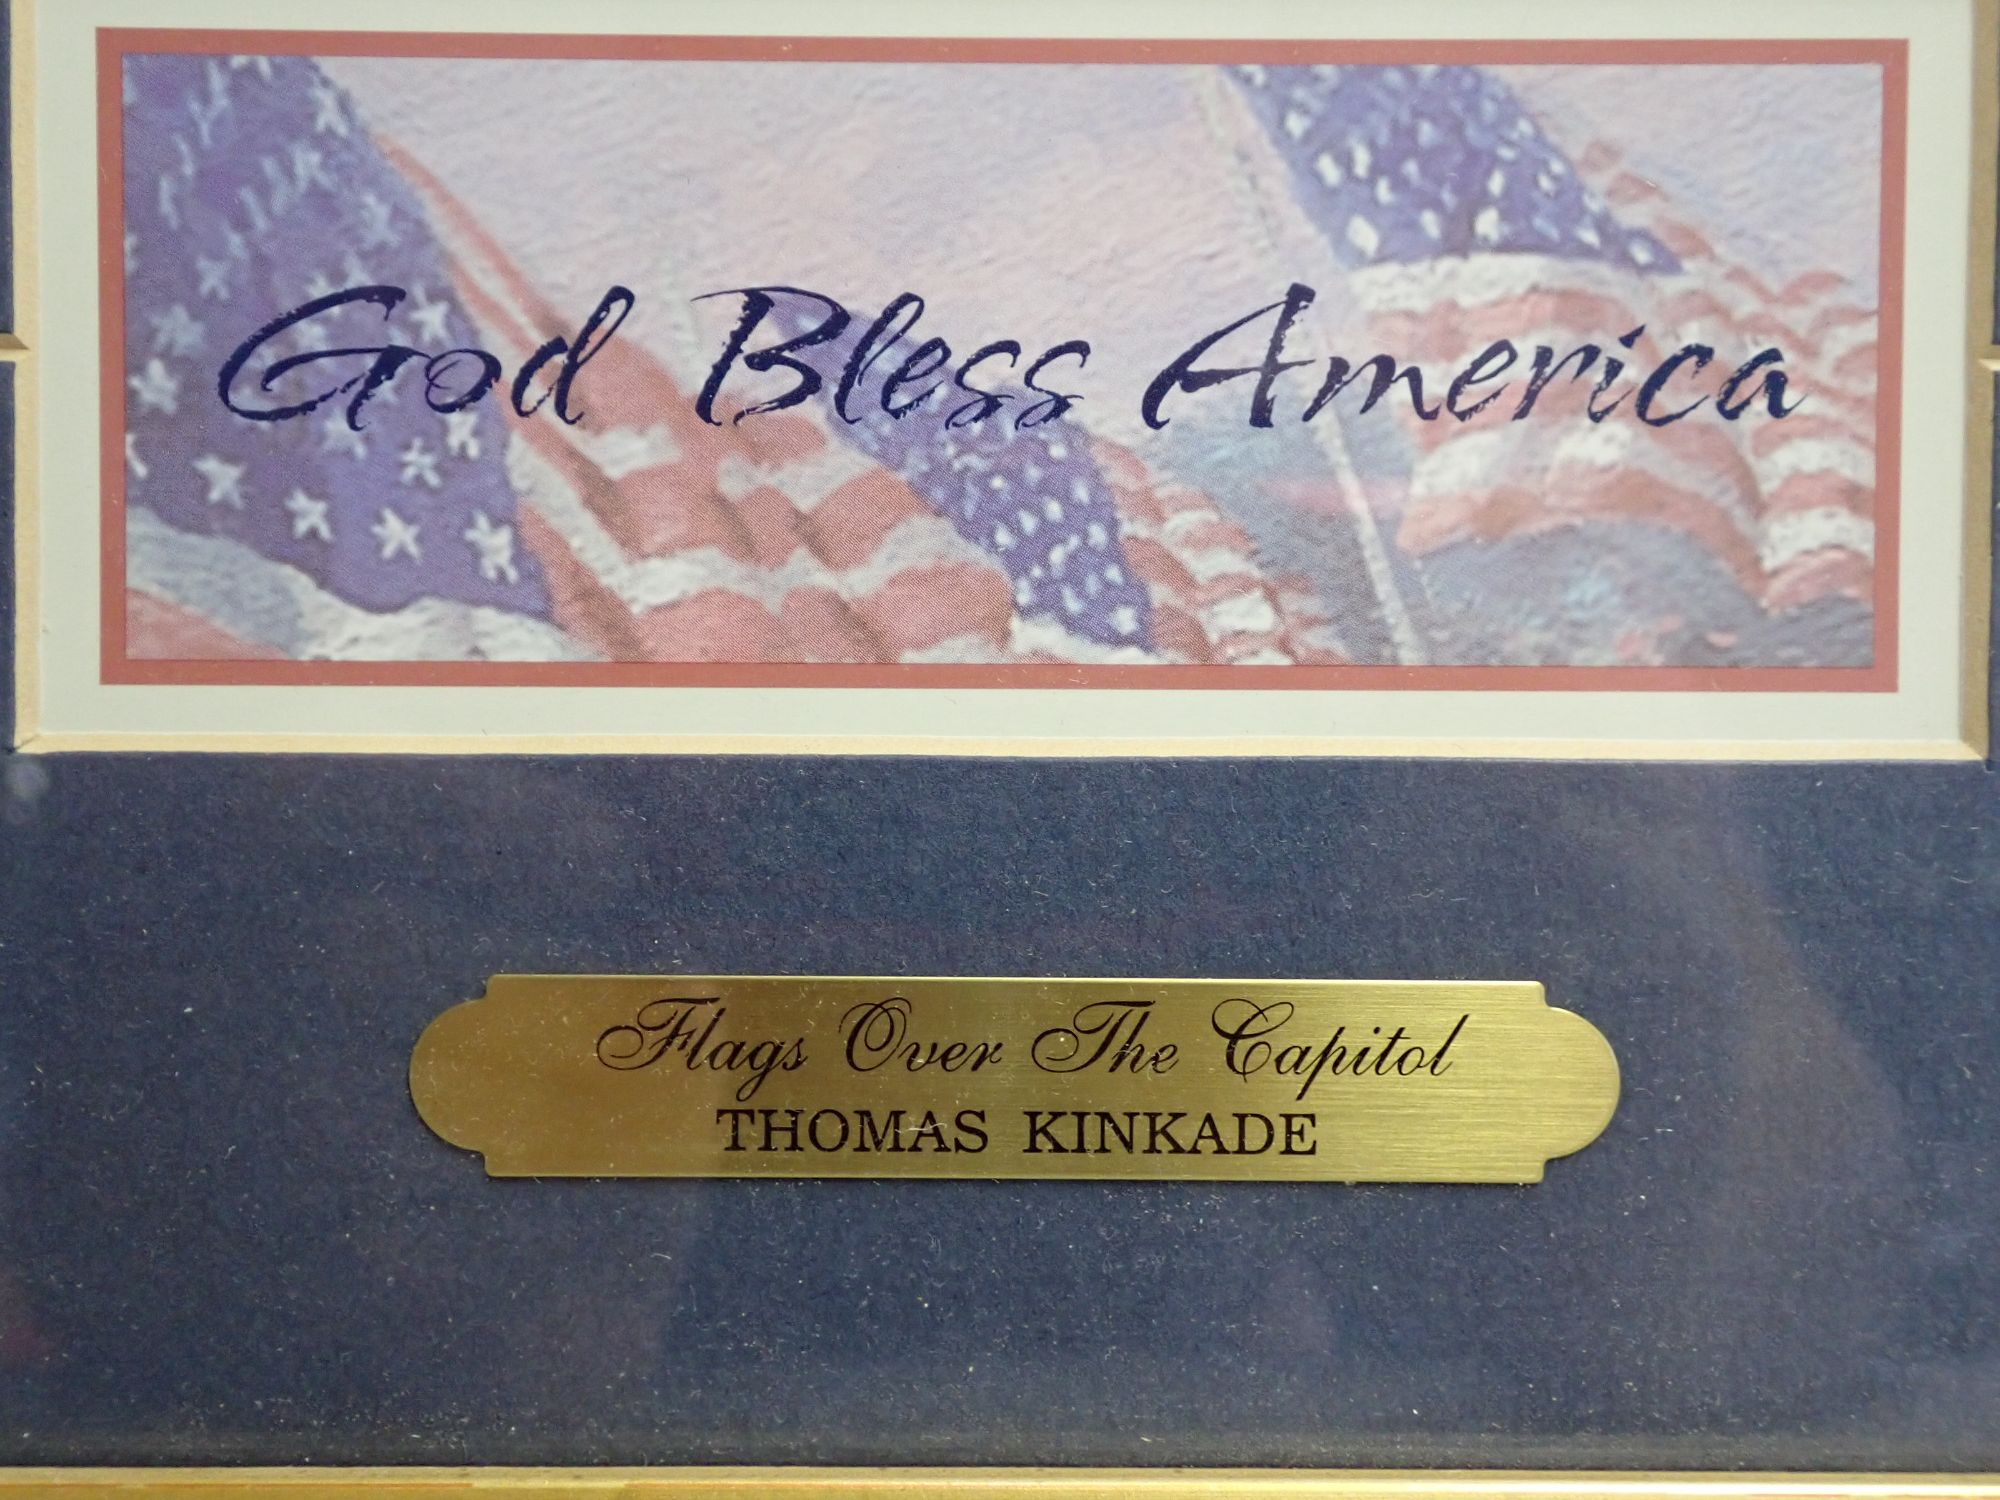 God Bless America
Flags Over The Capitol
THOMAS KINKADE